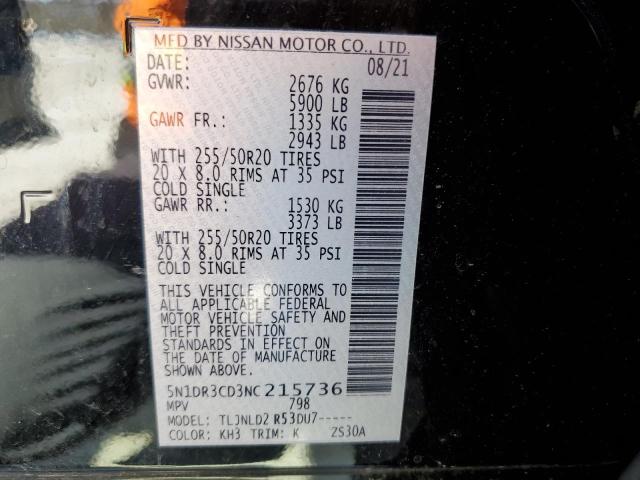 MFD BY NISSAN MOTOR CO., LTD.
DATE: 08/21
GVWR: 2676 KG
5900 LB
GAWR FR.: 1335 KG
2943 LB
WITH 255/50R20 TIRES
20 X 8.0 RIMS AT 35 PSI
COLD SINGLE
GAWR RR.: 1530 KG
3373 LB
WITH 255/50R20 TIRES
20 X 8.0 RIMS AT 35 PSI
COLD SINGLE
THIS VEHICLE CONFORMS TO
ALL APPLICABLE FEDERAL
MOTOR VEHICLE SAFETY AND
THEFT PREVENTION
STANDARDS IN EFFECT ON
THE DATE OF MANUFACTURE
SHOWN ABOVE.
5N1DR3CD3NC215736
MPV 798
MODEL: TLJNLD2 R53DU7-----
COLOR: KH3 TRIM: K ZS30A